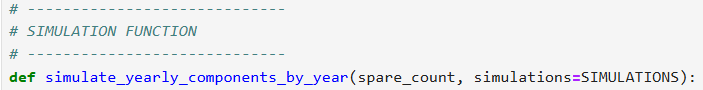 # -----------------------------
# SIMULATION FUNCTION
# -----------------------------
def simulate_yearly_components_by_year(spare_count, simulations=SIMULATIONS):